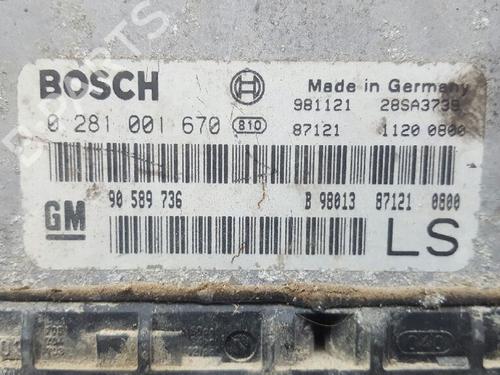 BOSCH
Made in Germany
981121 28SA3739
0 281 001 670 810
87121 1120 0800
GM
90 589 736 B 98013 87121 0800
LS